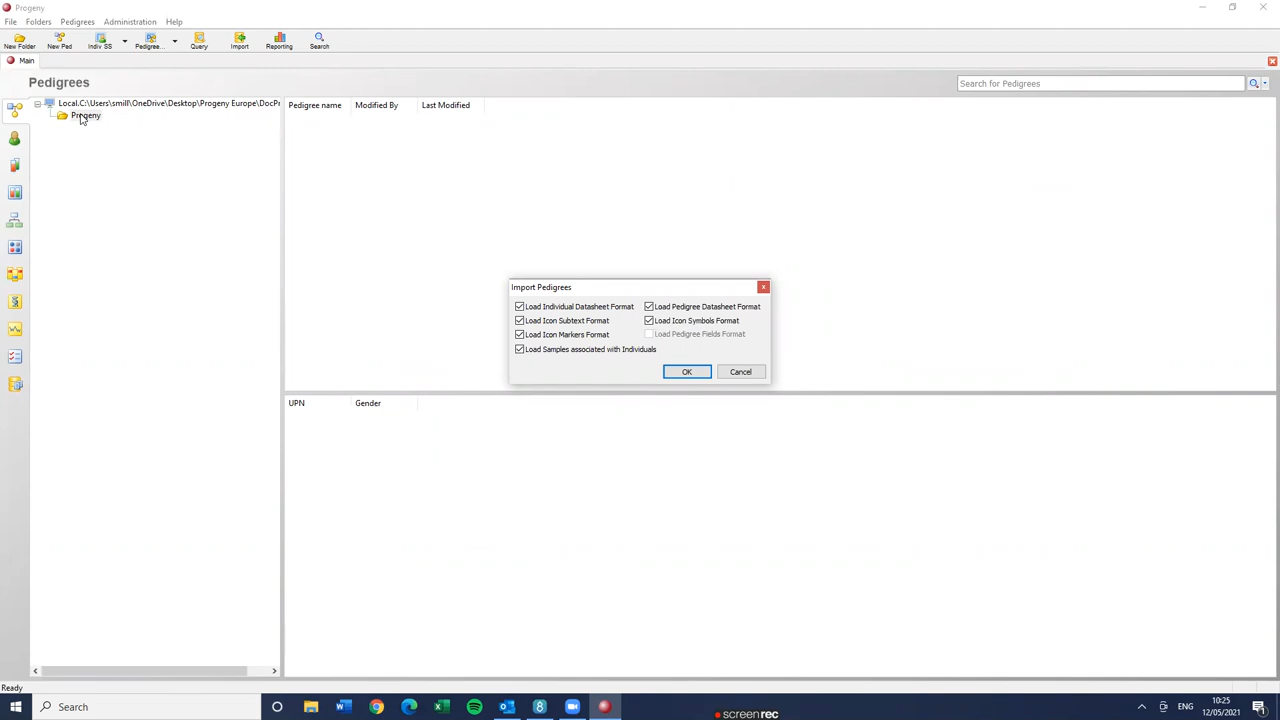 Progeny
File Folders Pedigrees Administration Help
New Folder New Ped Indiv SS Pedigree... Query Import Reporting Search
Main
Pedigrees
Search for Pedigrees
Local.C:\Users\smill\OneDrive\Desktop\Progeny Europe\DocPr
Progeny
Pedigree name Modified By Last Modified
Import Pedigrees
Load Individual Datasheet Format Load Pedigree Datasheet Format
Load Icon Subtext Format Load Icon Symbols Format
Load Icon Markers Format Load Pedigree Fields Format
Load Samples associated with Individuals
OK Cancel
UPN Gender
Ready
Search
ENG
10:25
12/05/2021
screenrec